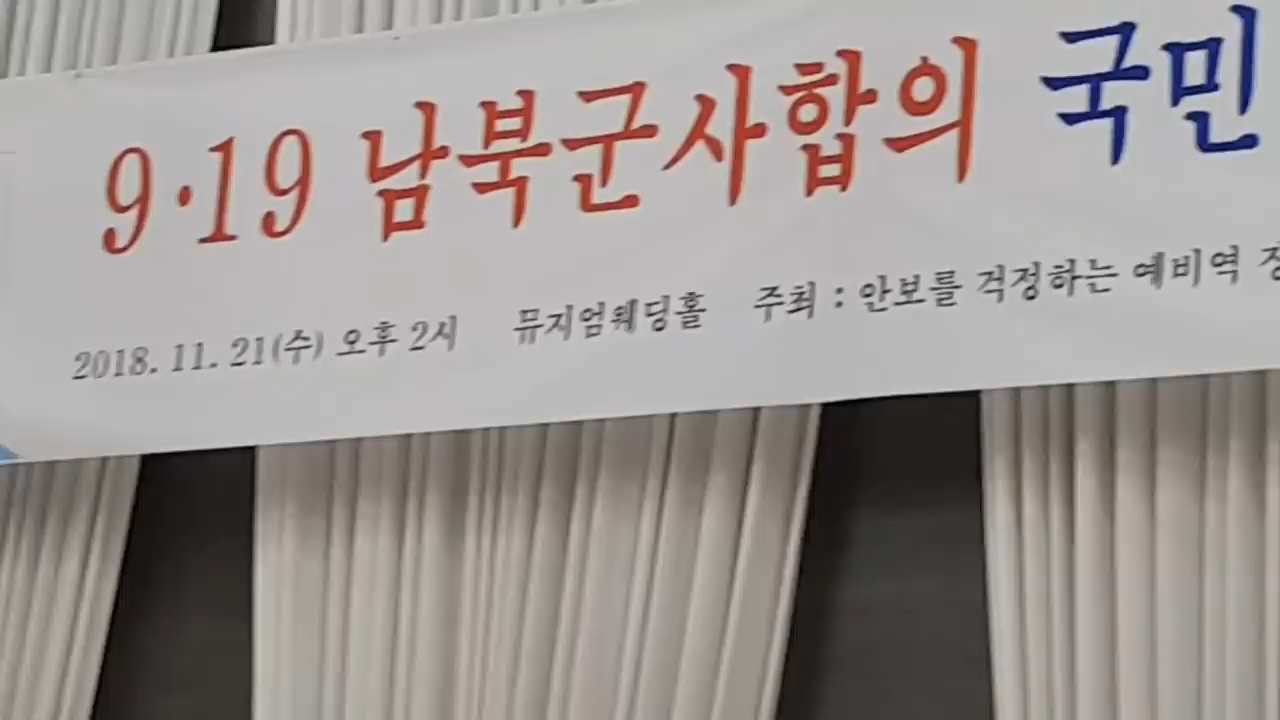 9·19 남북군사합의 국민
2018. 11. 21(수) 오후 2시 뮤지엄웨딩홀 주최 : 안보를 걱정하는 예비역